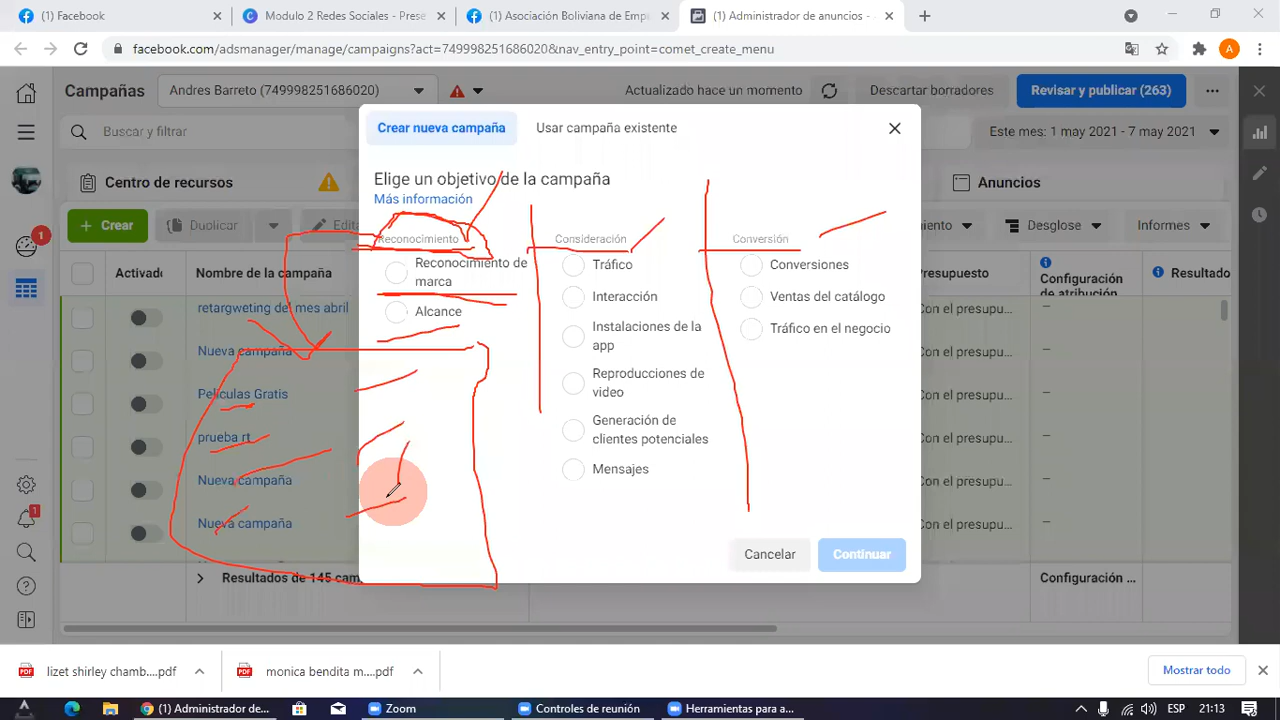 (1) Facebook
Modulo 2 Redes Sociales - Pres
(1) Asociación Boliviana de Emp
(1) Administrador de anuncios -
facebook.com/adsmanager/manage/campaigns?act=749998251686020&nav_entry_point=comet_create_menu
A
Campañas
Andres Barreto (749998251686020)
Actualizado hace un momento
Descartar borradores
Revisar y publicar (263)
Buscar y filtrar
Este mes: 1 may 2021 - 7 may 2021
Centro de recursos
Anuncios
Crear
Duplicar
Edita
Desglose
Informes
Crear nueva campaña
Usar campaña existente
Elige un objetivo de la campaña
Más información
Reconocimiento
Reconocimiento de
marca
Alcance
Consideración
Tráfico
Interacción
Instalaciones de la
app
Reproducciones de
video
Generación de
clientes potenciales
Mensajes
Conversión
Conversiones
Ventas del catálogo
Tráfico en el negocio
Cancelar
Continuar
1
Activado
Nombre de la campaña
Presupuesto
Configuración
de atribución
Resultado
retargweting del mes abril
Con el presupu
Nueva campaña
Con el presupu
Peliculas Gratis
Con el presupu
prueba rt
Con el presupu
Nueva campaña
Con el presupu
Nueva campaña
Con el presupu
1
Resultados de 145 cam
Configuración ...
lizet shirley chamb....pdf
monica bendita m....pdf
Mostrar todo
(1) Administrador de...
Zoom
Controles de reunión
Herramientas para a...
ESP
21:13